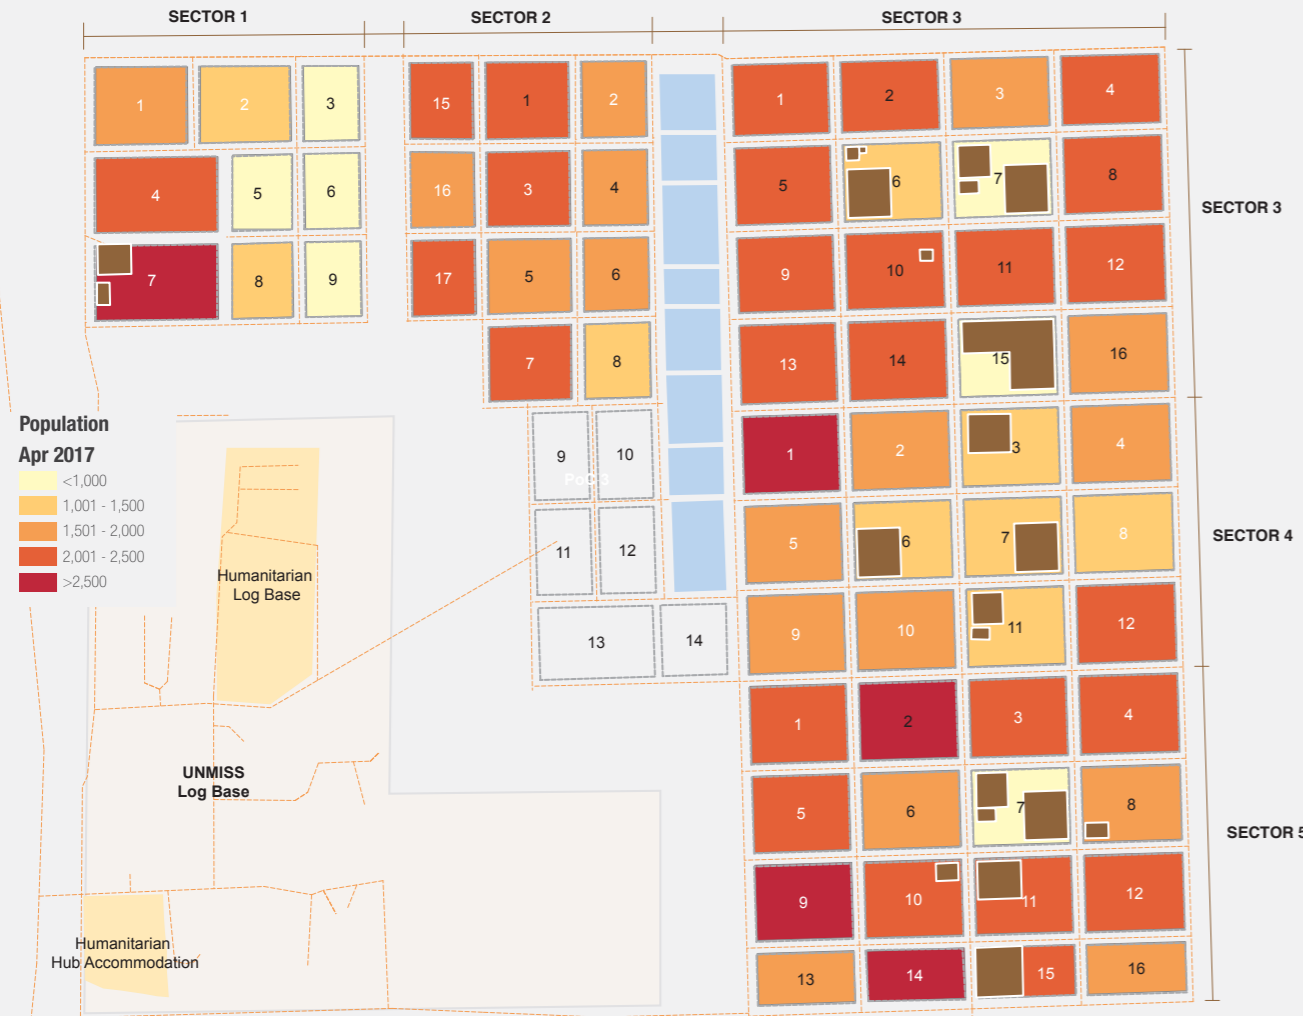 SECTOR 1
SECTOR 2
SECTOR 3
1 2 3
4 5 6
7 8 9
15 1 2
16 3 4
17 5 6
7 8
9 10
PoC 3
11 12
13 14
1 2 3 4
5 6 7 8
9 10 11 12
13 14 15 16
SECTOR 3
1 2 3 4
5 6 7 8
9 10 11 12
SECTOR 4
1 2 3 4
5 6 7 8
9 10 11 12
13 14 15 16
SECTOR 5
Population
Apr 2017
<1,000
1,001 - 1,500
1,501 - 2,000
2,001 - 2,500
>2,500
Humanitarian
Log Base
UNMISS
Log Base
Humanitarian
Hub Accommodation